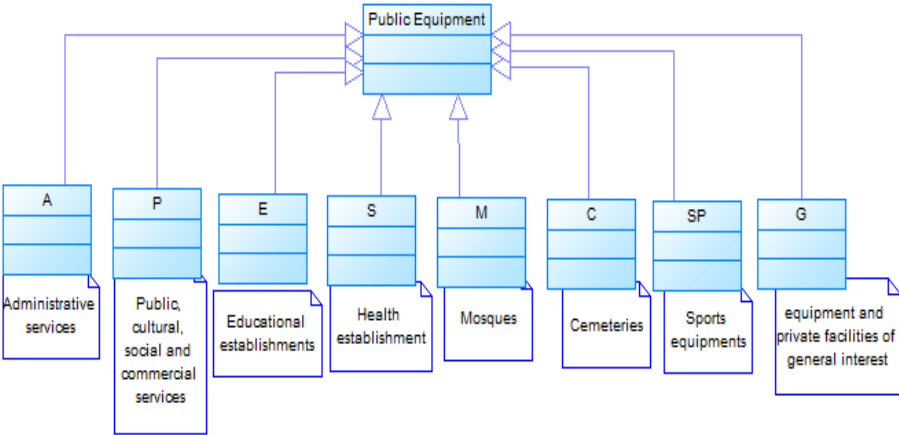 Public Equipment
A
P
E
S
M
C
SP
G
Administrative
services
Public,
cultural,
social and
commercial
services
Educational
establishments
Health
establishment
Mosques
Cemeteries
Sports
equipments
equipment and
private facilities of
general interest